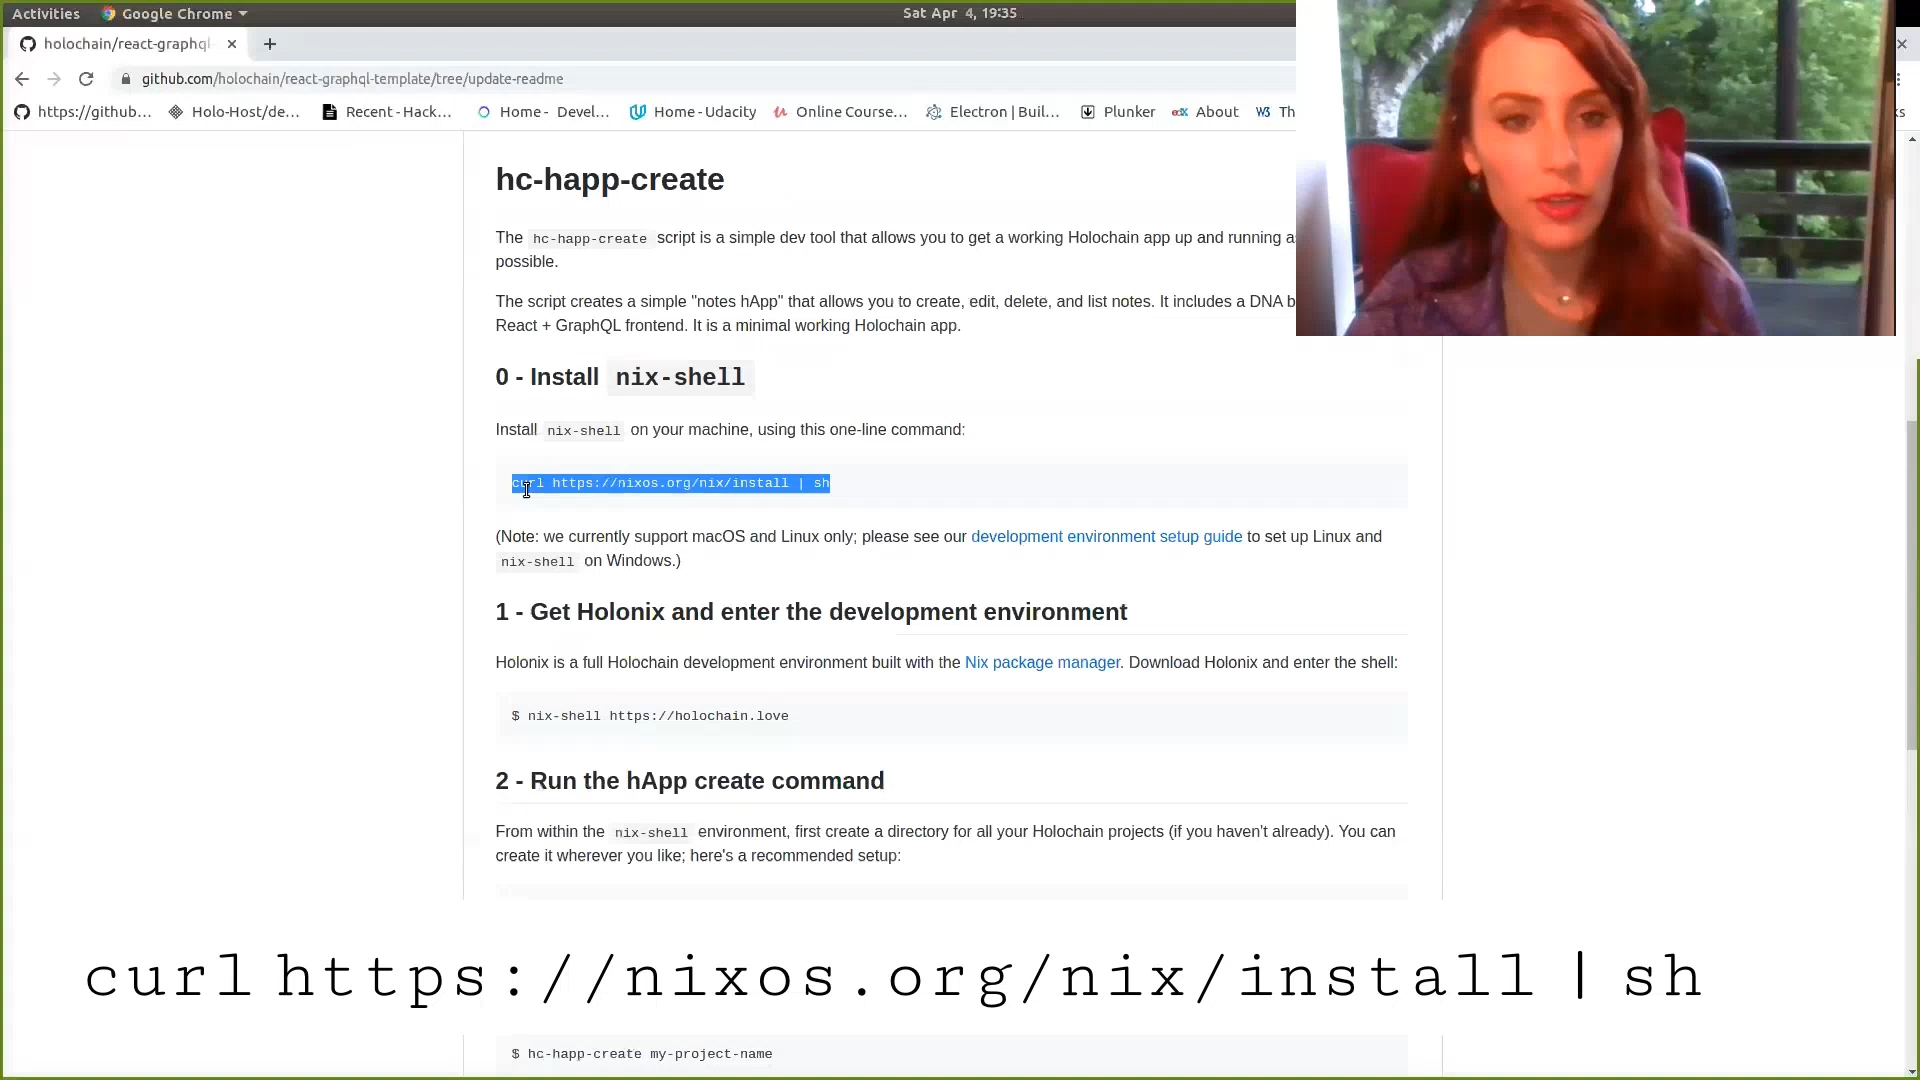 Activities Google Chrome Sat Apr 4, 19:35
holochain/react-graphql
github.com/holochain/react-graphql-template/tree/update-readme
https://github... Holo-Host/de... Recent - Hack... Home - Devel... Home - Udacity Online Course... Electron | Buil... Plunker About Th
hc-happ-create
The hc-happ-create script is a simple dev tool that allows you to get a working Holochain app up and running
possible.
The script creates a simple "notes hApp" that allows you to create, edit, delete, and list notes. It includes a DNA
React + GraphQL frontend. It is a minimal working Holochain app.
0 - Install nix-shell
Install nix-shell on your machine, using this one-line command:
curl https://nixos.org/nix/install | sh
(Note: we currently support macOS and Linux only; please see our development environment setup guide to set up Linux and
nix-shell on Windows.)
1 - Get Holonix and enter the development environment
Holonix is a full Holochain development environment built with the Nix package manager. Download Holonix and enter the shell:
$ nix-shell https://holochain.love
2 - Run the hApp create command
From within the nix-shell environment, first create a directory for all your Holochain projects (if you haven't already). You can
create it wherever you like; here's a recommended setup:
curl https://nixos.org/nix/install | sh
$ hc-happ-create my-project-name